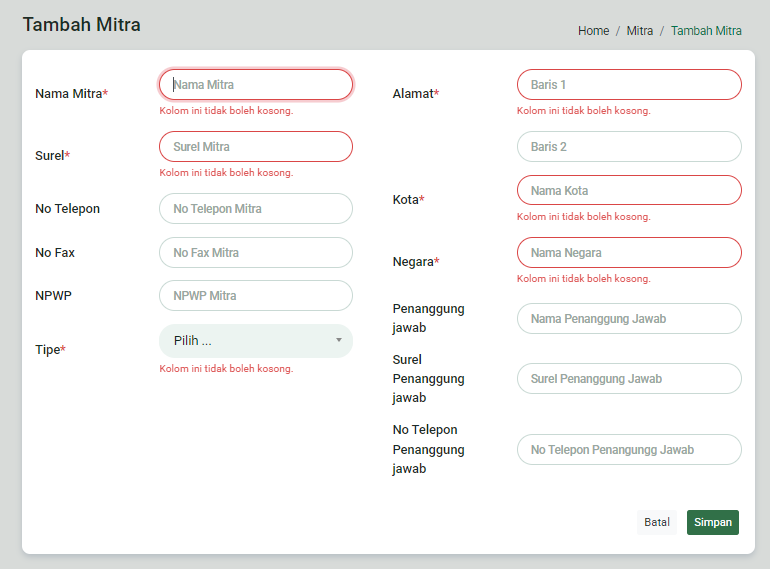 Tambah Mitra
Home / Mitra / Tambah Mitra
Nama Mitra*
Nama Mitra
Kolom ini tidak boleh kosong.
Surel*
Surel Mitra
Kolom ini tidak boleh kosong.
No Telepon
No Telepon Mitra
No Fax
No Fax Mitra
NPWP
NPWP Mitra
Tipe*
Pilih ...
Kolom ini tidak boleh kosong.
Alamat*
Baris 1
Kolom ini tidak boleh kosong.
Baris 2
Kota*
Nama Kota
Kolom ini tidak boleh kosong.
Negara*
Nama Negara
Kolom ini tidak boleh kosong.
Penanggung
jawab
Nama Penanggung Jawab
Surel
Penanggung
jawab
Surel Penanggung Jawab
No Telepon
Penanggung
jawab
No Telepon Penangungg Jawab
Batal
Simpan